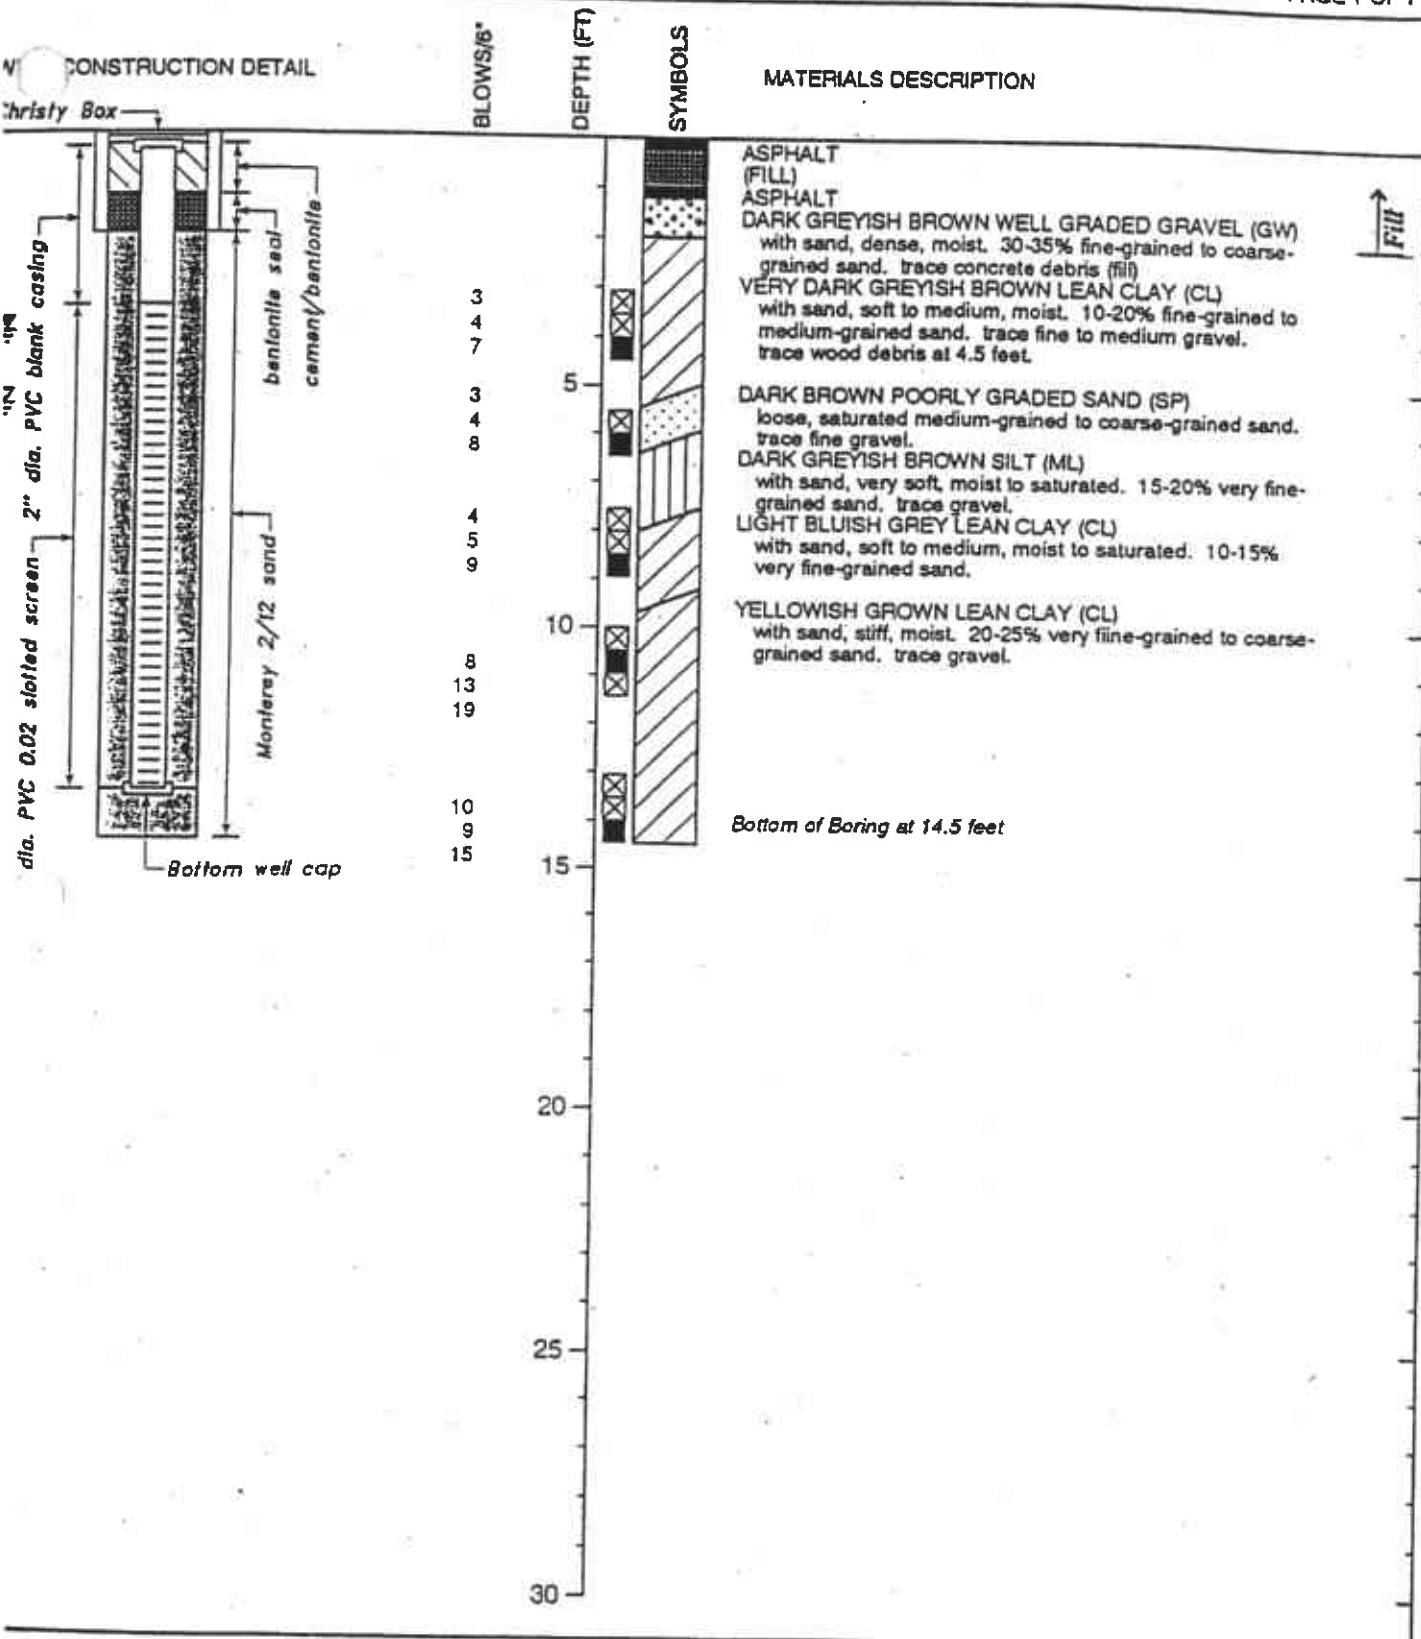 CONSTRUCTION DETAIL
BLOWS/6"
DEPTH (FT)
SYMBOLS
MATERIALS DESCRIPTION
Christy Box
2" dia. PVC blank casing
dia. PVC 0.02 slotted screen
bentonite seal
cement/bentonite
Monterey 2/12 sand
Bottom well cap
3
4
7
3
4
8
4
5
9
8
13
19
10
9
15
5
10
15
20
25
30
ASPHALT
(FILL)
ASPHALT
DARK GREYISH BROWN WELL GRADED GRAVEL (GW)
with sand, dense, moist. 30-35% fine-grained to coarse-
grained sand. trace concrete debris (fill)
VERY DARK GREYISH BROWN LEAN CLAY (CL)
with sand, soft to medium, moist. 10-20% fine-grained to
medium-grained sand. trace fine to medium gravel.
trace wood debris at 4.5 feet.
DARK BROWN POORLY GRADED SAND (SP)
loose, saturated medium-grained to coarse-grained sand.
trace fine gravel.
DARK GREYISH BROWN SILT (ML)
with sand, very soft, moist to saturated. 15-20% very fine-
grained sand. trace gravel.
LIGHT BLUISH GREY LEAN CLAY (CL)
with sand, soft to medium, moist to saturated. 10-15%
very fine-grained sand.
YELLOWISH GROWN LEAN CLAY (CL)
with sand, stiff, moist. 20-25% very fiine-grained to coarse-
grained sand. trace gravel.
Bottom of Boring at 14.5 feet
Fill